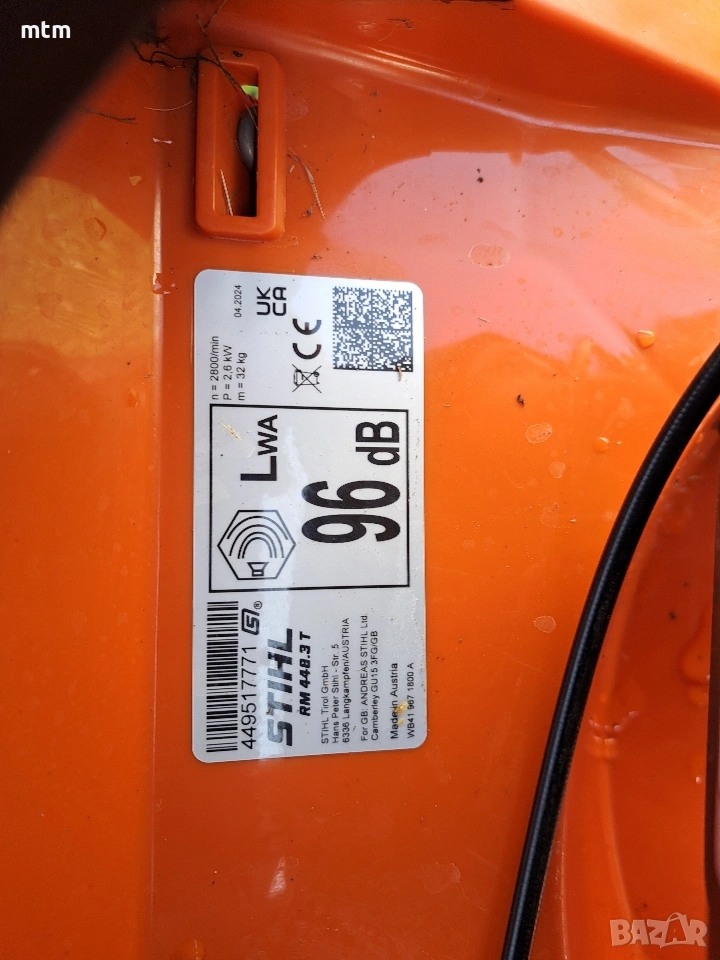 mtm
449517771
STIHL
RM 448.3 T
STIHL Tirol GmbH
Hans Peter Stihl - Str. 5
6336 Langkampfen/AUSTRIA
For GB: ANDREAS STIHL Ltd.
Camberley GU15 3FG/GB
Made in Austria
WB41 967 1800 A
LWA
96 dB
n = 2800/min
P = 2,6 kW
m = 32 kg
04.2024
UK
CA
CE
BAZAR